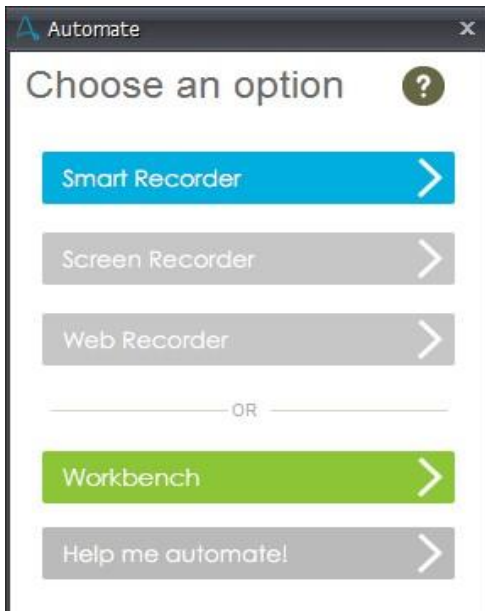 Automate
Choose an option
?
Smart Recorder
Screen Recorder
Web Recorder
OR
Workbench
Help me automate!